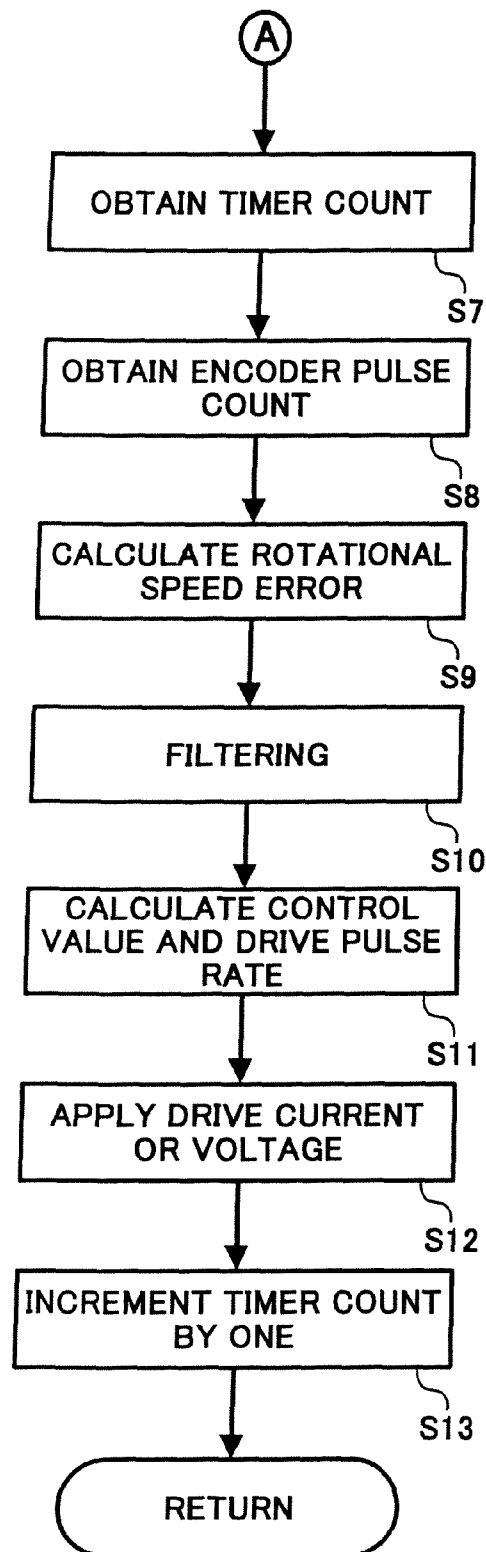 A
OBTAIN TIMER COUNT
S7
OBTAIN ENCODER PULSE
COUNT
S8
CALCULATE ROTATIONAL
SPEED ERROR
S9
FILTERING
S10
CALCULATE CONTROL
VALUE AND DRIVE PULSE
RATE
S11
APPLY DRIVE CURRENT
OR VOLTAGE
S12
INCREMENT TIMER COUNT
BY ONE
S13
RETURN